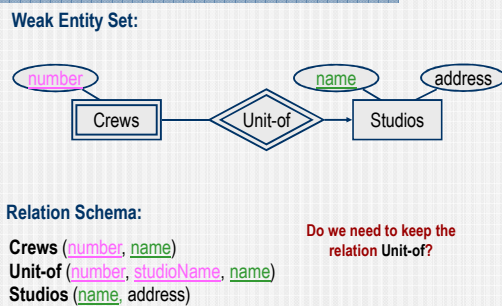 Weak Entity Set:
number
name
address
Crews
Unit-of
Studios
Relation Schema:
Crews (number, name)
Unit-of (number, studioName, name)
Studios (name, address)
Do we need to keep the
relation Unit-of?